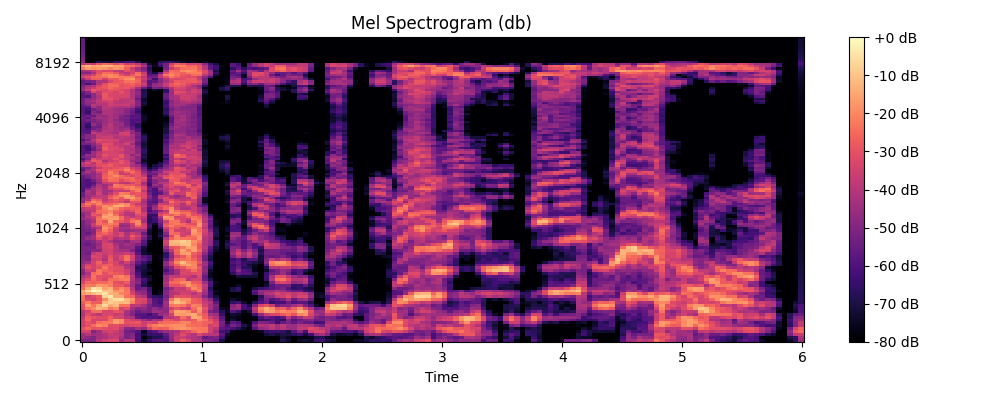 Mel Spectrogram (db)
Hz
8192
4096
2048
1024
512
0
0 1 2 3 4 5 6
Time
+0 dB
-10 dB
-20 dB
-30 dB
-40 dB
-50 dB
-60 dB
-70 dB
-80 dB